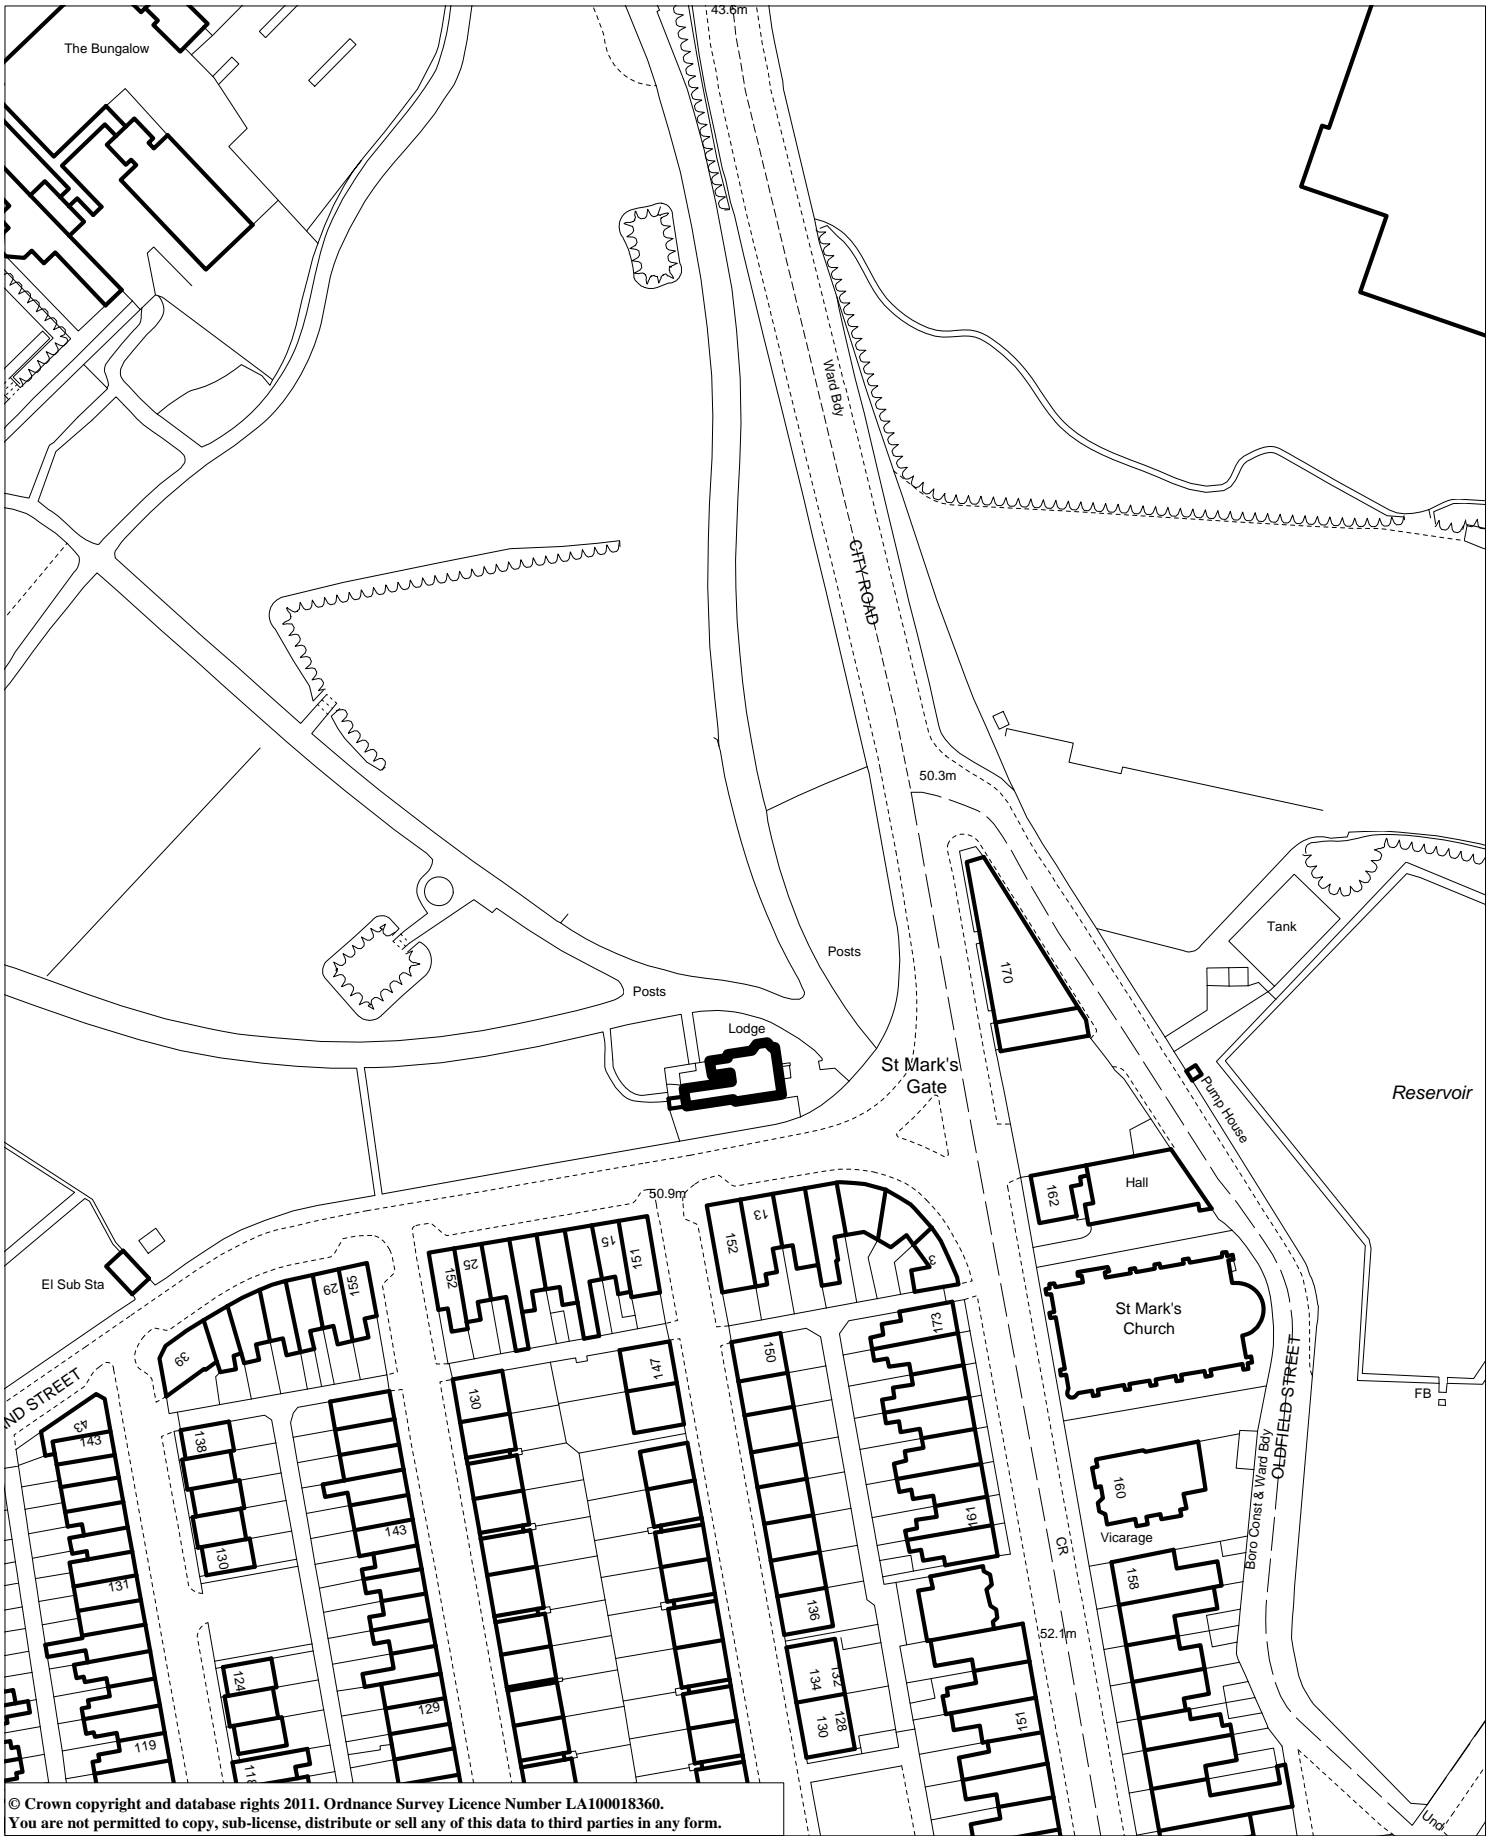 43.6m
The Bungalow
Ward Bdy
CITY ROAD
50.3m
Tank
170
Posts
Posts
Lodge
St Mark's
Gate
Pump House
Reservoir
50.9m
162
Hall
152
13
3
15
151
25
152
El Sub Sta
29
155
39
St Mark's
Church
173
150
147
130
FB
OLDFIELD STREET
Boro Const & Ward Bdy
ND STREET
43
143
138
143
130
131
160
Vicarage
161
CR
158
136
52.1m
134
132
130
128
124
129
151
119
118
Und
© Crown copyright and database rights 2011. Ordnance Survey Licence Number LA100018360.
You are not permitted to copy, sub-license, distribute or sell any of this data to third parties in any form.